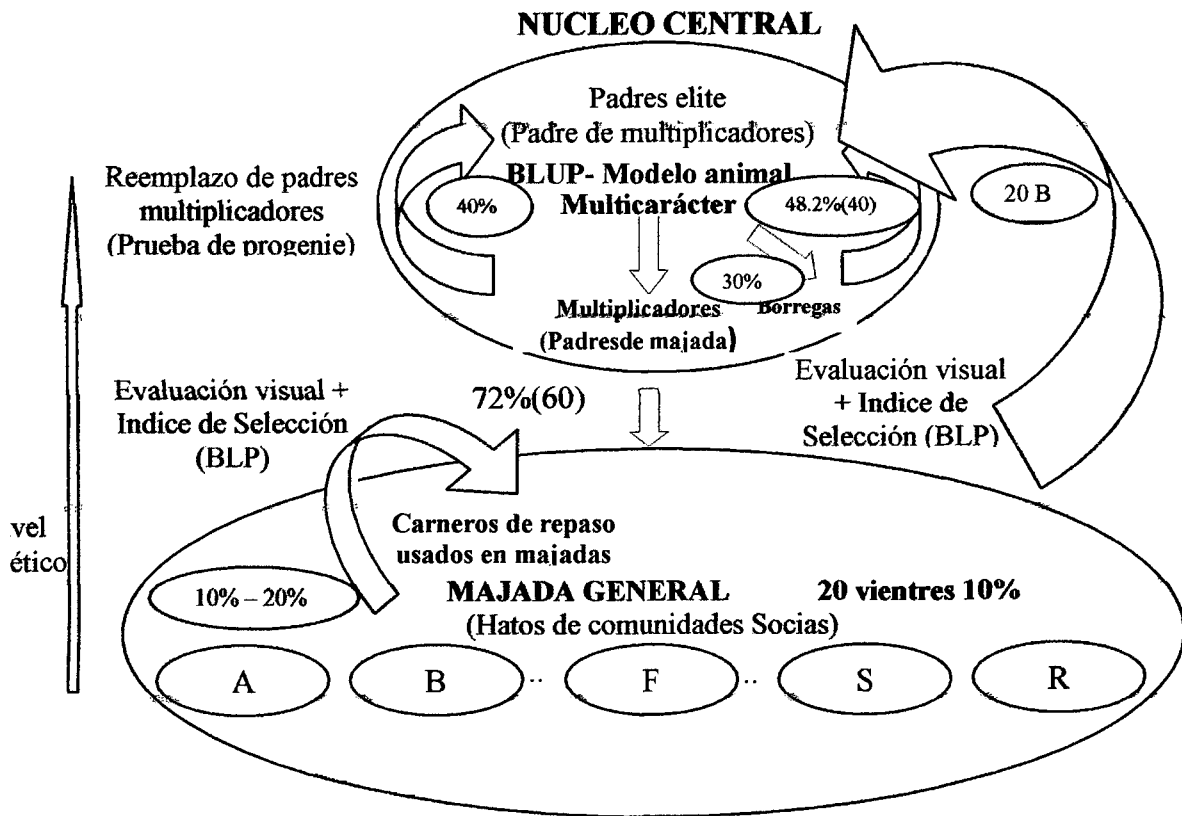 NUCLEO CENTRAL
Padres elite
(Padre de multiplicadores)
BLUP- Modelo animal
Multicarácter
40%
48.2%(40)
20 B
30%
Multiplicadores
(Padresde majada)
Borregas
Reemplazo de padres
multiplicadores
(Prueba de progenie)
Evaluación visual +
Indice de Selección
(BLP)
72%(60)
Evaluación visual
+ Indice de
Selección (BLP)
vel
ético
Carneros de repaso
usados en majadas
10% – 20%
MAJADA GENERAL 20 vientres 10%
(Hatos de comunidades Socias)
A B .. F .. S R